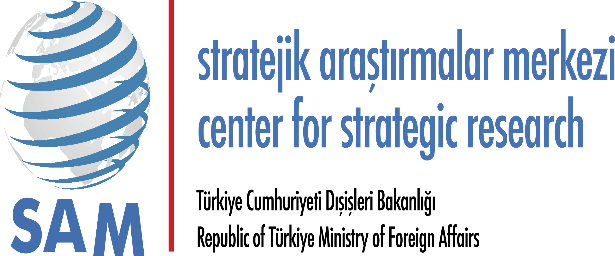 SAM
stratejik araştırmalar merkezi
center for strategic research
Türkiye Cumhuriyeti Dışişleri Bakanlığı
Republic of Türkiye Ministry of Foreign Affairs